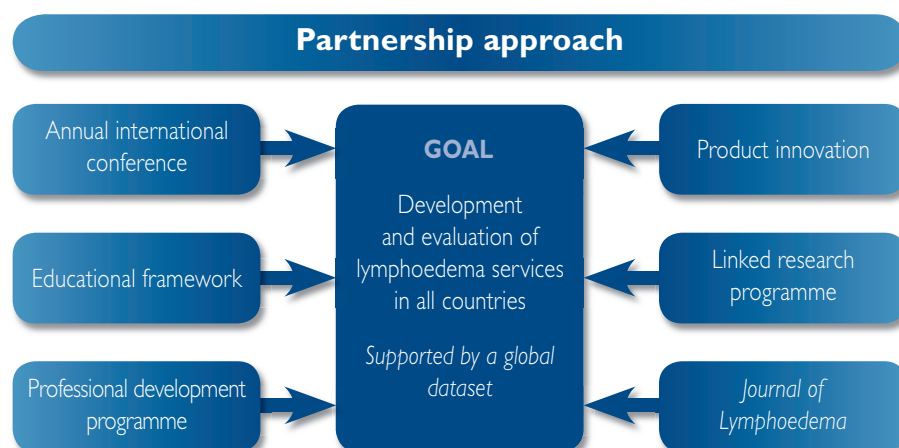 Partnership approach
Annual international
conference
Educational framework
Professional development
programme
GOAL
Development
and evaluation of
lymphoedema services
in all countries
Supported by a global
dataset
Product innovation
Linked research
programme
Journal of
Lymphoedema